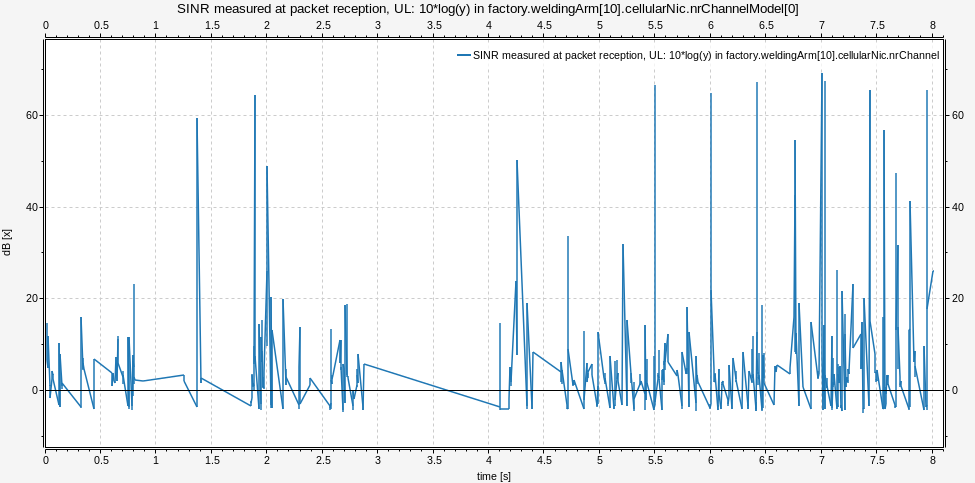 SINR measured at packet reception, UL: 10*log(y) in factory.weldingArm[10].cellularNic.nrChannelModel[0]
0 0.5 1 1.5 2 2.5 3 3.5 4 4.5 5 5.5 6 6.5 7 7.5 8
SINR measured at packet reception, UL: 10*log(y) in factory.weldingArm[10].cellularNic.nrChannel
60 60
40 40
dB [x]
20 20
0 0
0 0.5 1 1.5 2 2.5 3 3.5 4 4.5 5 5.5 6 6.5 7 7.5 8
time [s]